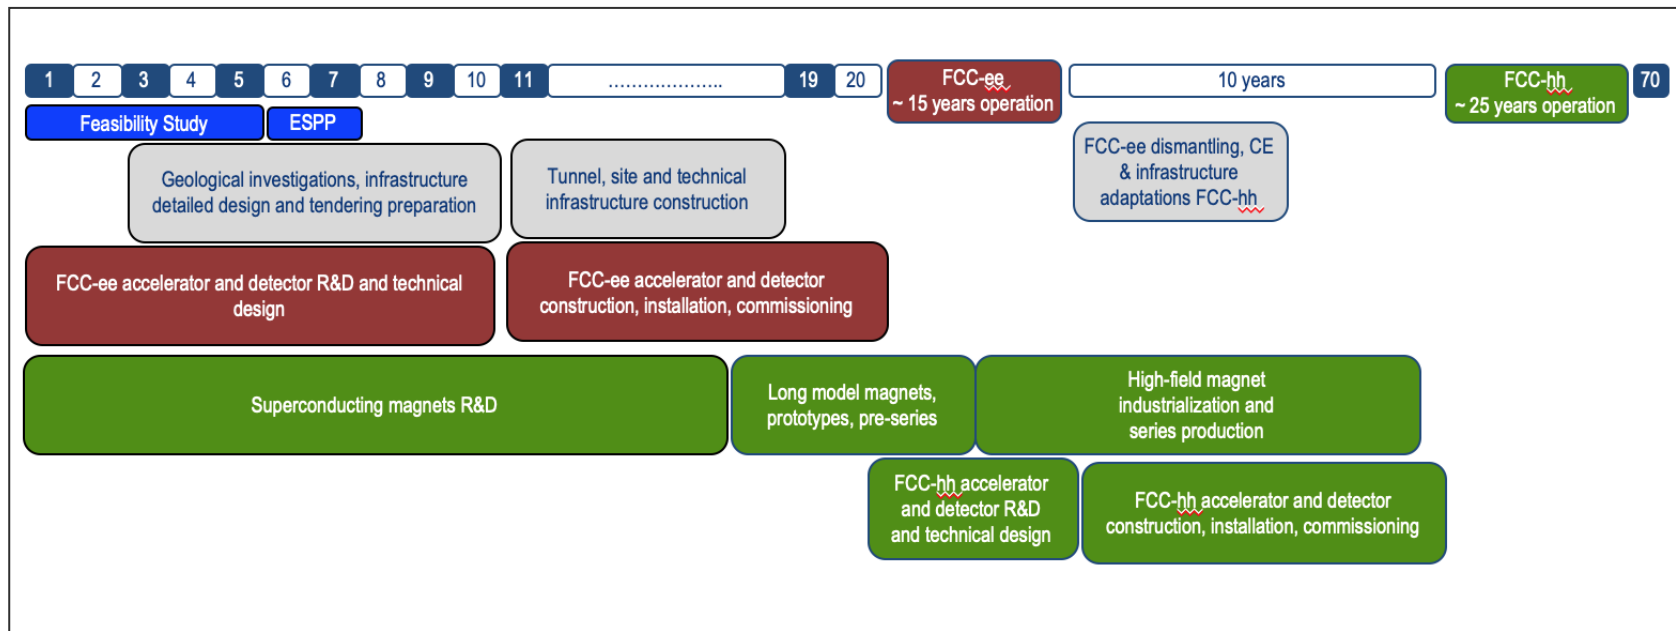 1 2 3 4 5 6 7 8 9 10 11 ..................... 19 20
FCC-ee
~ 15 years operation
10 years
FCC-hh
~ 25 years operation
70
Feasibility Study
ESPP
Geological investigations, infrastructure
detailed design and tendering preparation
Tunnel, site and technical
infrastructure construction
FCC-ee dismantling, CE
& infrastructure
adaptations FCC-hh
FCC-ee accelerator and detector R&D and technical
design
FCC-ee accelerator and detector
construction, installation, commissioning
Superconducting magnets R&D
Long model magnets,
prototypes, pre-series
High-field magnet
industrialization and
series production
FCC-hh accelerator
and detector R&D
and technical design
FCC-hh accelerator and detector
construction, installation, commissioning